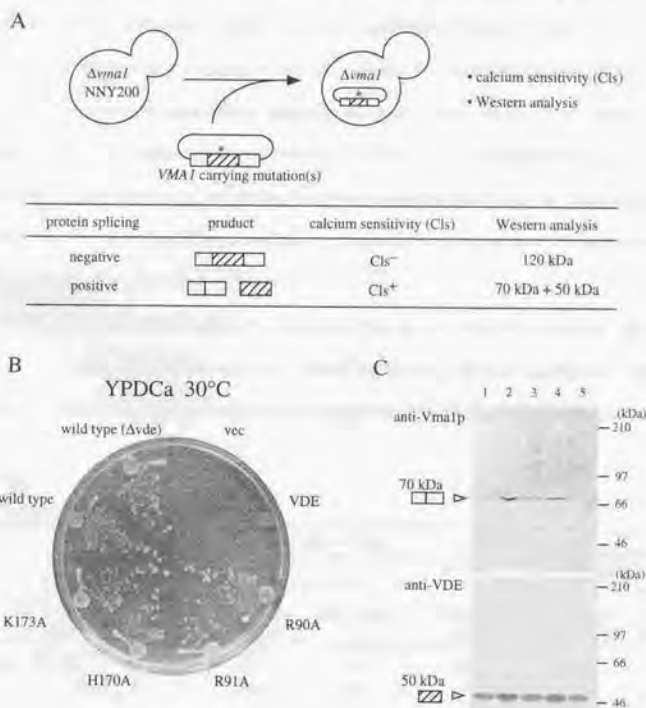 A
Δvma1
NNY200
Δvma1
• calcium sensitivity (Cls)
• Western analysis
*
*
VMA1 carrying mutation(s)
protein splicing pruduct calcium sensitivity (Cls) Western analysis
negative Cls⁻ 120 kDa
positive Cls⁺ 70 kDa + 50 kDa
B
YPDCa 30°C
wild type (Δvde) vec
wild type VDE
K173A R90A
H170A R91A
C
1 2 3 4 5
anti-Vma1p (kDa)
210
97
70 kDa
66
46
(kDa)
anti-VDE 210
97
66
50 kDa
46